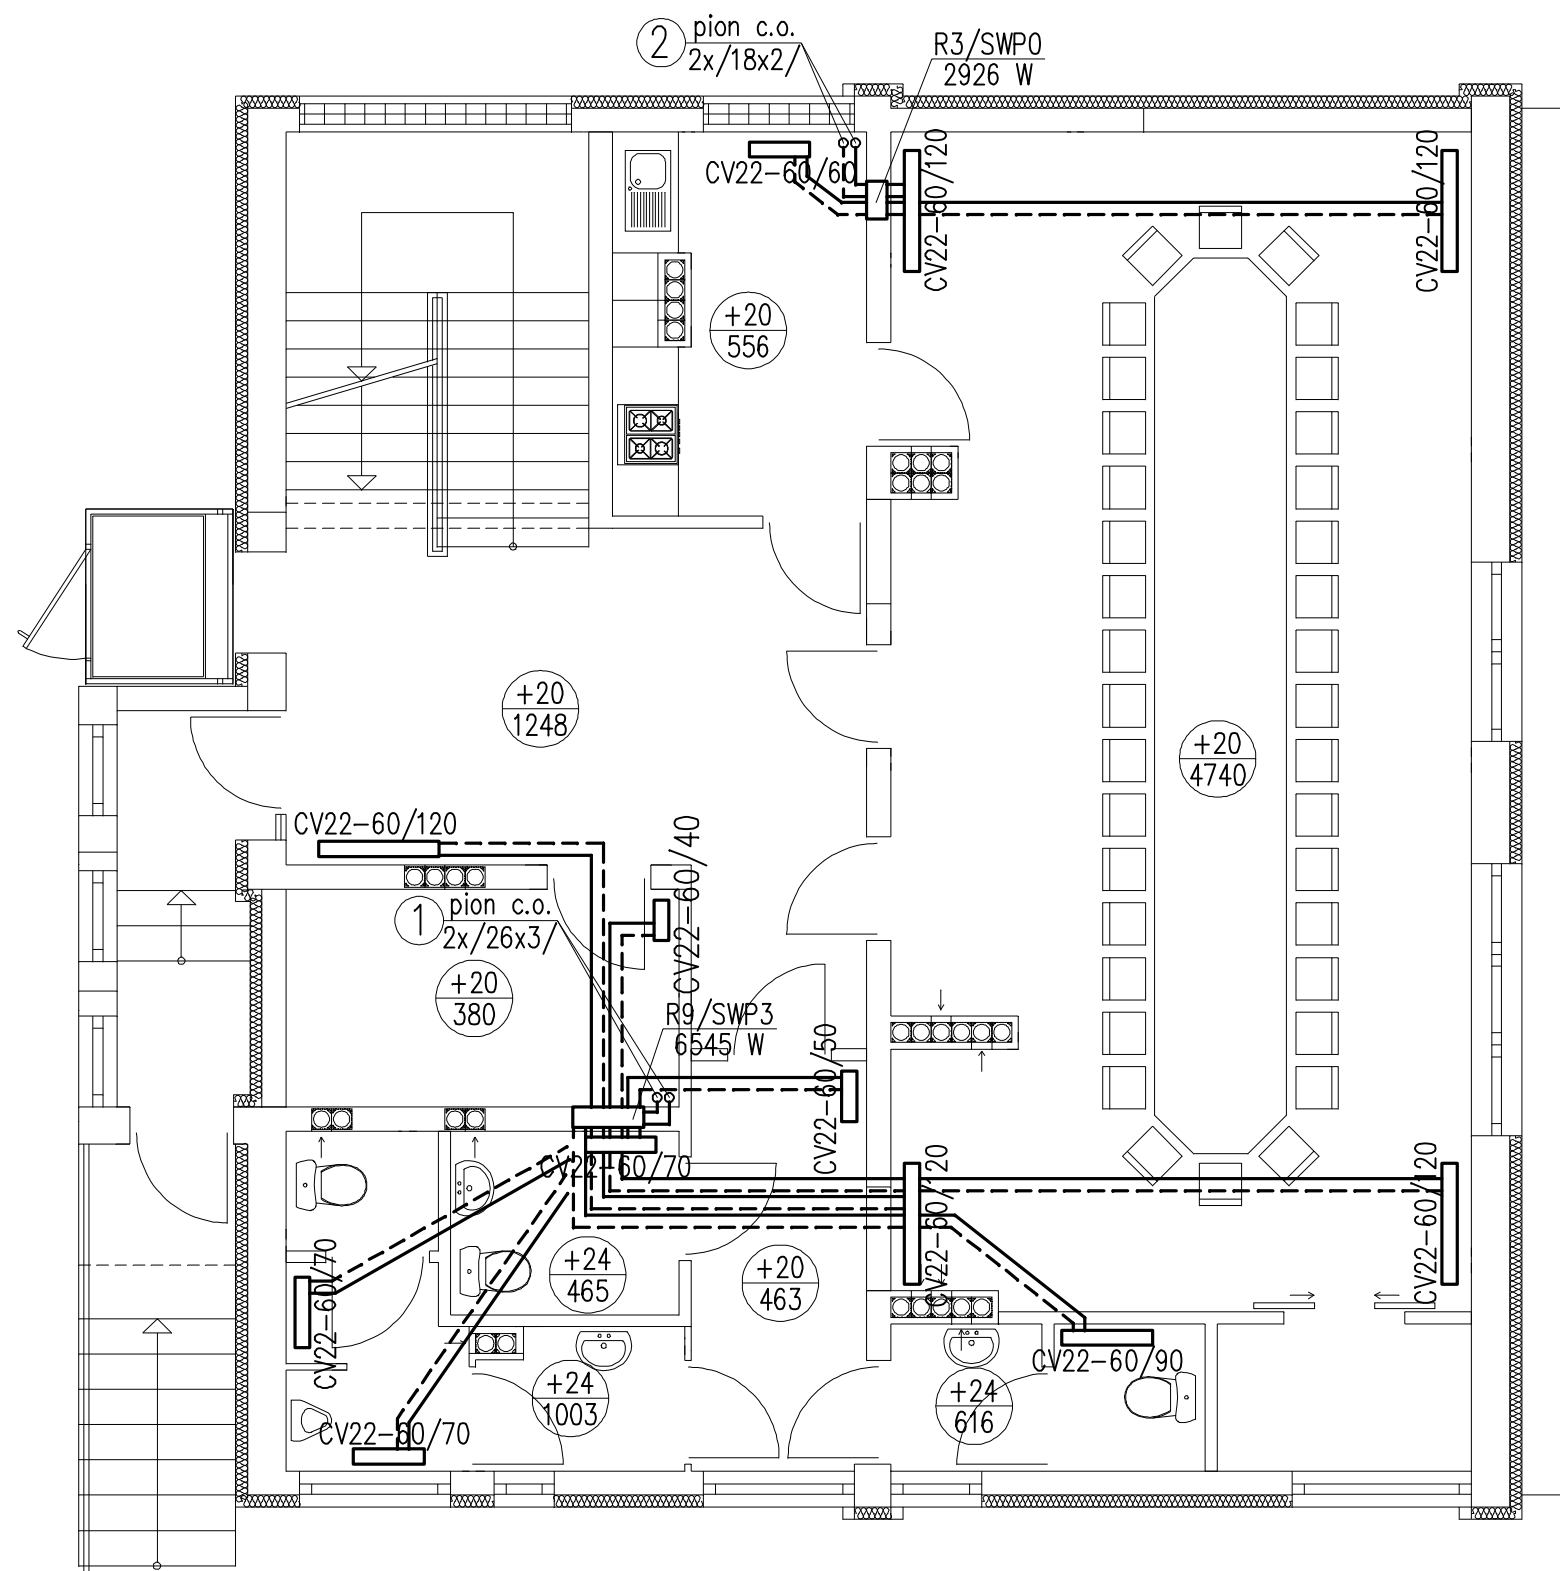 2
pion c.o.
2x/18x2/
R3/SWP0
2926 W
CV22-60/60
CV22-60/120
CV22-60/120
+20
556
+20
1248
+20
4740
CV22-60/120
CV22-60/40
1
pion c.o.
2x/26x3/
+20
380
R9/SWP3
6545 W
CV22-60/50
CV22-60/70
CV22-60/120
CV22-60/120
CV22-60/70
+24
465
+20
463
CV22-60/90
+24
1003
+24
616
CV22-60/70